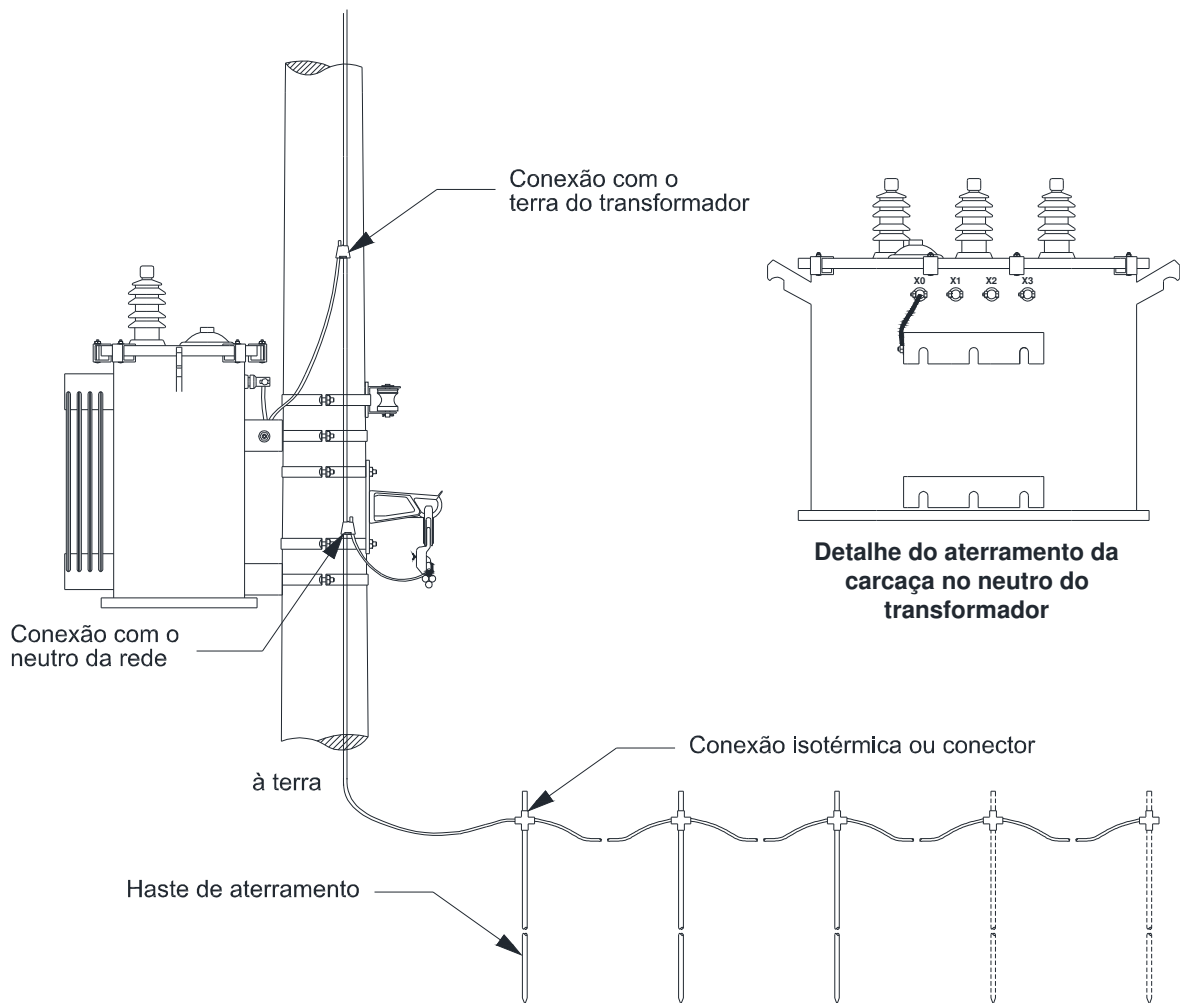 Conexão com o
terra do transformador
X0 X1 X2 X3
Detalhe do aterramento da
carcaça no neutro do
transformador
Conexão com o
neutro da rede
Conexão isotérmica ou conector
à terra
Haste de aterramento